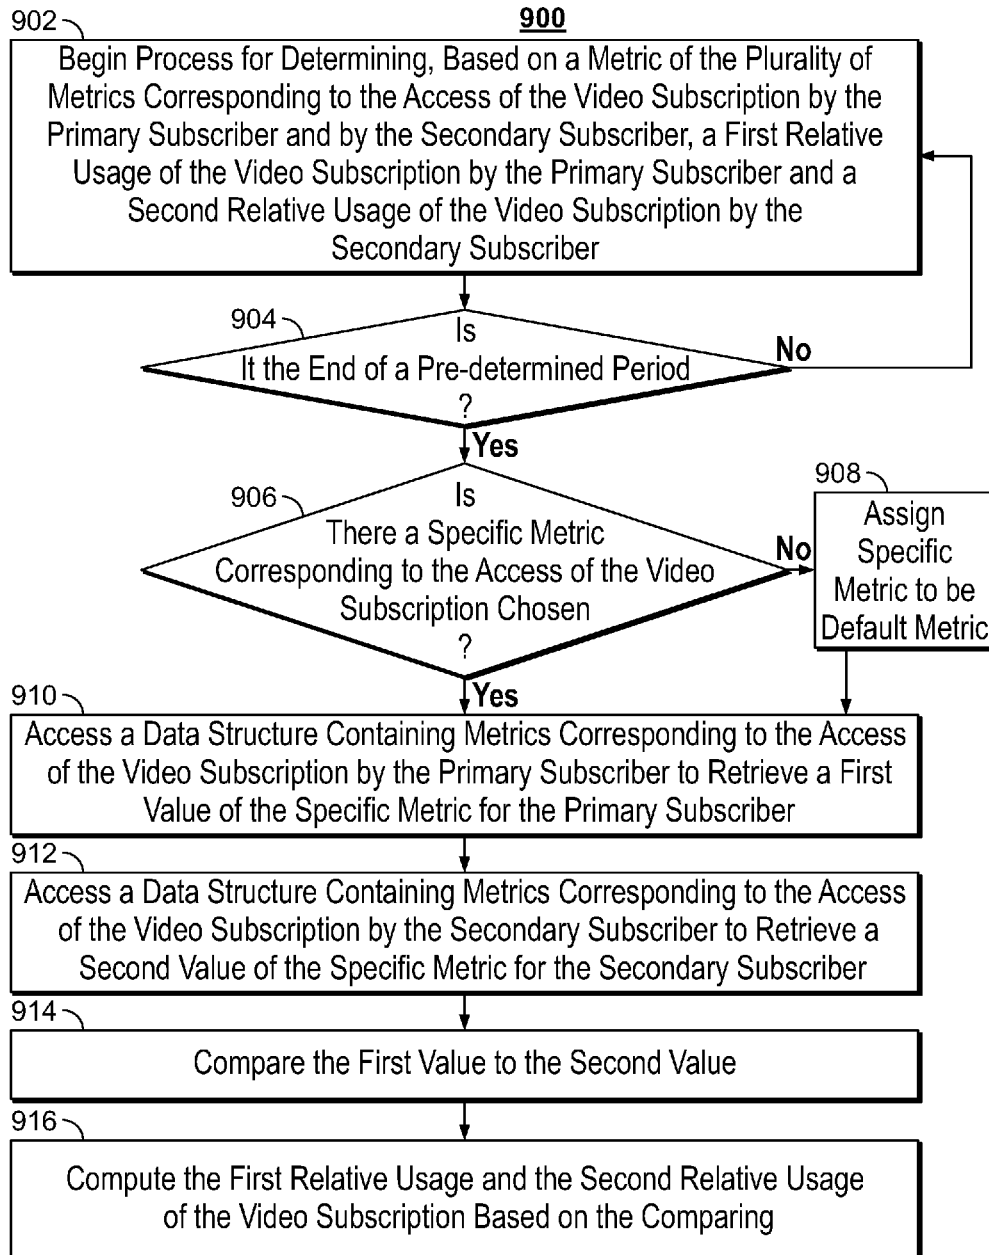 900
902
Begin Process for Determining, Based on a Metric of the Plurality of
Metrics Corresponding to the Access of the Video Subscription by the
Primary Subscriber and by the Secondary Subscriber, a First Relative
Usage of the Video Subscription by the Primary Subscriber and a
Second Relative Usage of the Video Subscription by the
Secondary Subscriber
904
Is
It the End of a Pre-determined Period
?
No
Yes
906
Is
There a Specific Metric
Corresponding to the Access of the Video
Subscription Chosen
?
No
Yes
908
Assign
Specific
Metric to be
Default Metric
910
Access a Data Structure Containing Metrics Corresponding to the Access
of the Video Subscription by the Primary Subscriber to Retrieve a First
Value of the Specific Metric for the Primary Subscriber
912
Access a Data Structure Containing Metrics Corresponding to the Access
of the Video Subscription by the Secondary Subscriber to Retrieve a
Second Value of the Specific Metric for the Secondary Subscriber
914
Compare the First Value to the Second Value
916
Compute the First Relative Usage and the Second Relative Usage
of the Video Subscription Based on the Comparing